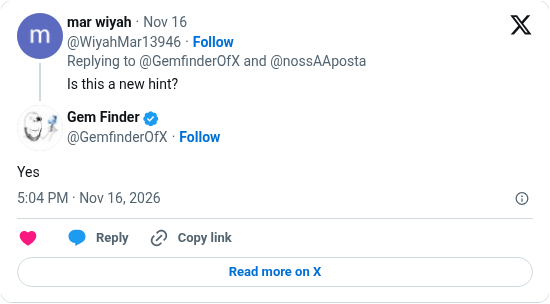 mar wiyah · Nov 16
@WiyahMar13946 · Follow
Replying to @GemfinderOfX and @nossAAposta
Is this a new hint?
m
Gem Finder
@GemfinderOfX · Follow
Yes
5:04 PM · Nov 16, 2026
Reply Copy link
Read more on X